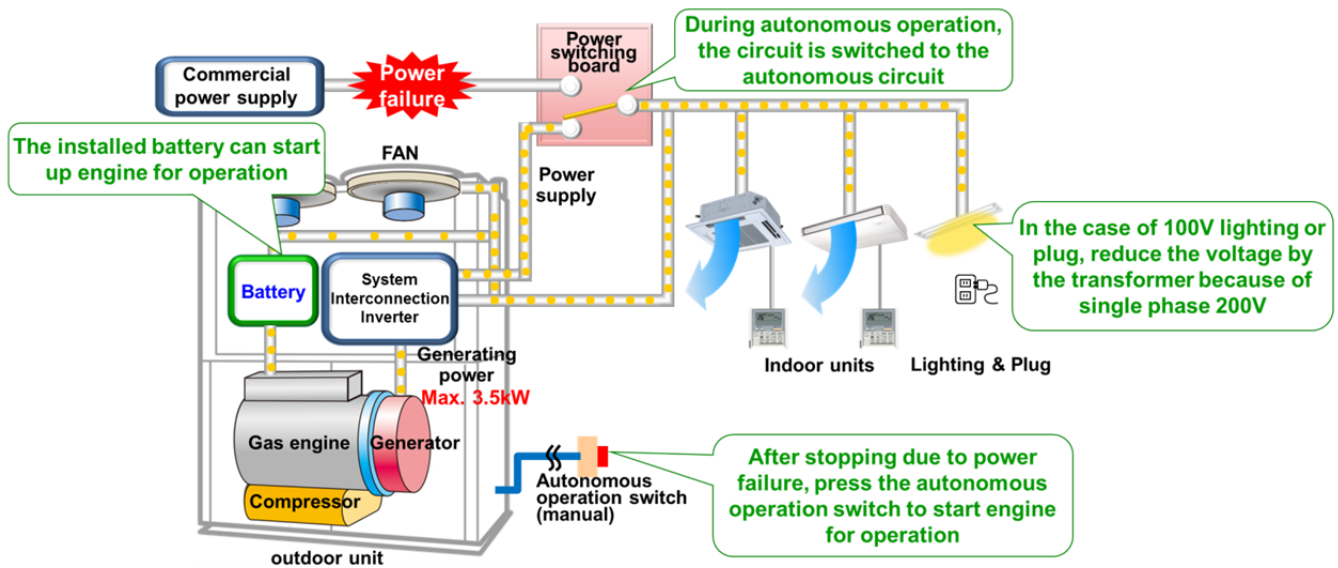 Commercial
power supply
Power
failure
Power
switching
board
During autonomous operation,
the circuit is switched to the
autonomous circuit
The installed battery can start
up engine for operation
FAN
Power
supply
Battery
System
Interconnection
Inverter
Generating
power
Max. 3.5kW
Gas engine
Generator
Compressor
outdoor unit
Autonomous
operation switch
(manual)
Indoor units
Lighting & Plug
In the case of 100V lighting or
plug, reduce the voltage by
the transformer because of
single phase 200V
After stopping due to power
failure, press the autonomous
operation switch to start engine
for operation